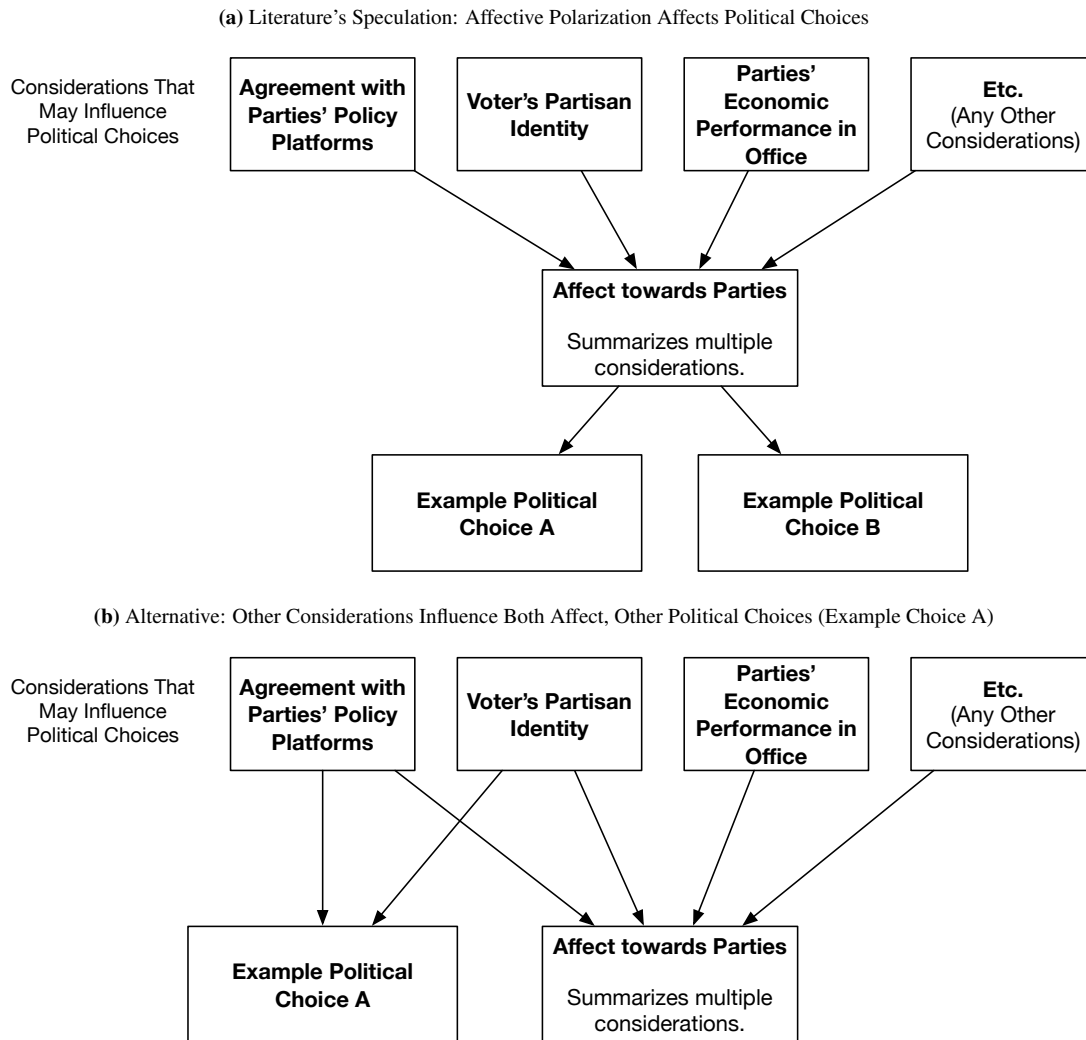 (a) Literature's Speculation: Affective Polarization Affects Political Choices
Considerations That
May Influence
Political Choices
Agreement with
Parties' Policy
Platforms
Voter's Partisan
Identity
Parties'
Economic
Performance in
Office
Etc.
(Any Other
Considerations)
Affect towards Parties
Summarizes multiple
considerations.
Example Political
Choice A
Example Political
Choice B
(b) Alternative: Other Considerations Influence Both Affect, Other Political Choices (Example Choice A)
Considerations That
May Influence
Political Choices
Agreement with
Parties' Policy
Platforms
Voter's Partisan
Identity
Parties'
Economic
Performance in
Office
Etc.
(Any Other
Considerations)
Example Political
Choice A
Affect towards Parties
Summarizes multiple
considerations.